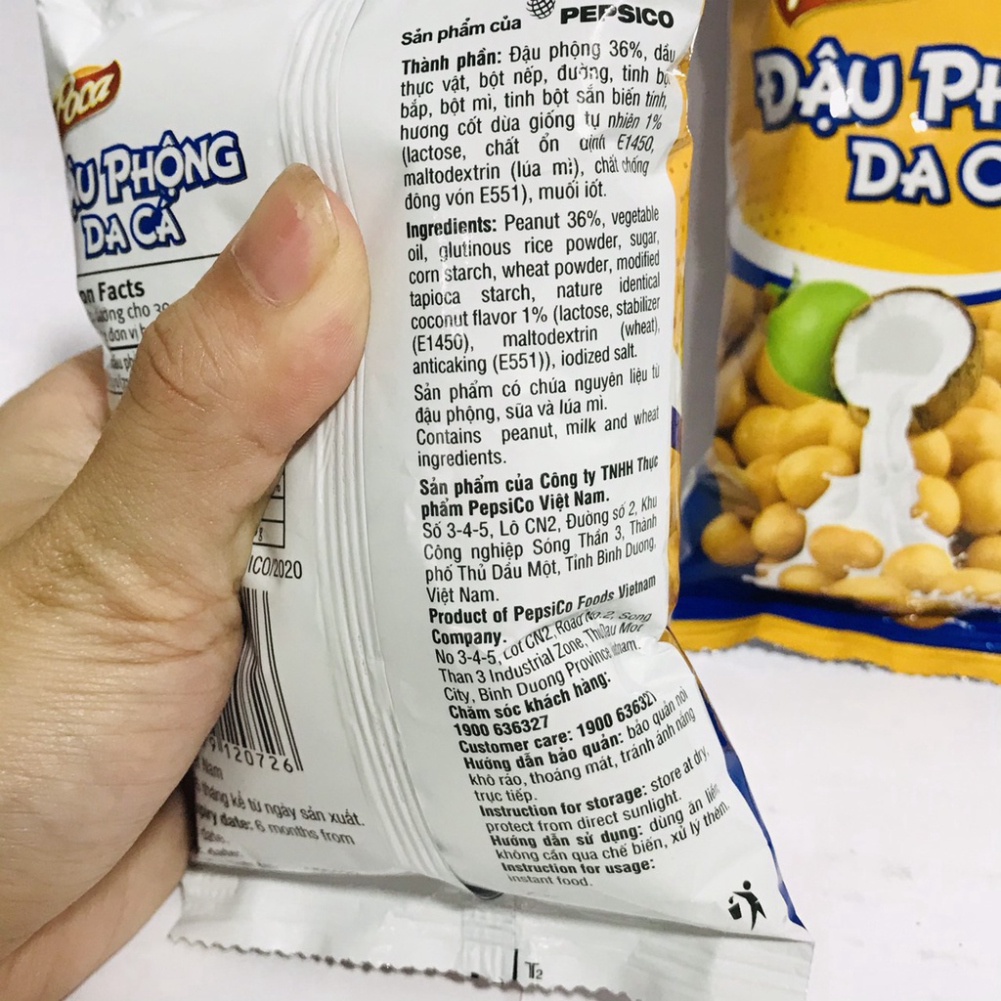 Sản phẩm của PEPSICO
Thành phần: Đậu phộng 36%, dầu
thực vật, bột nếp, đường, tinh bộ
bắp, bột mì, tinh bột sắn biến tính,
hương cốt dừa giống tự nhiên 1%
(lactose, chất ổn định E1450,
maltodextrin (lúa mì), chất chống
đông vón E551), muối iốt.
Ingredients: Peanut 36%, vegetable
oil, glutinous rice powder, sugar,
corn starch, wheat powder, modified
tapioca starch, nature identical
coconut flavor 1% (lactose, stabilizer
(E1450), maltodextrin (wheat),
anticaking (E551)), iodized salt.
Sản phẩm có chứa nguyên liệu từ
đậu phộng, sữa và lúa mì.
Contains peanut, milk and wheat
ingredients.
Sản phẩm của Công ty TNHH Thực
phẩm PepsiCo Việt Nam.
Số 3-4-5, Lô CN2, Đường số 2, Khu
Công nghiệp Sóng Thần 3, Thành
phố Thủ Dầu Một, Tỉnh Bình Dương,
Việt Nam.
Product of PepsiCo Foods Vietnam
Company.
No 3-4-5, Lot CN2, Road No.2, Song
Than 3 Industrial Zone, Thu Dau Mot
City, Binh Duong Province
Chăm sóc khách hàng:
1900 636327
Customer care: 1900 636327
Hướng dẫn bảo quản: bảo quản nơi
khô ráo, thoáng mát, tránh ánh nắng
trực tiếp.
Instruction for storage: store at dry,
protect from direct sunlight.
Hướng dẫn sử dụng: dùng ăn liền
không cần qua chế biến, xử lý thêm.
Instruction for usage:
instant food.
T2
Poca
ẬU PHỘNG
DA CÁ
on Facts
cho 30
đơn vị
ICO/2020
120726
Nam
tháng kể từ ngày sản xuất.
date: 6 months from
date.
ĐẬU PH
DA C